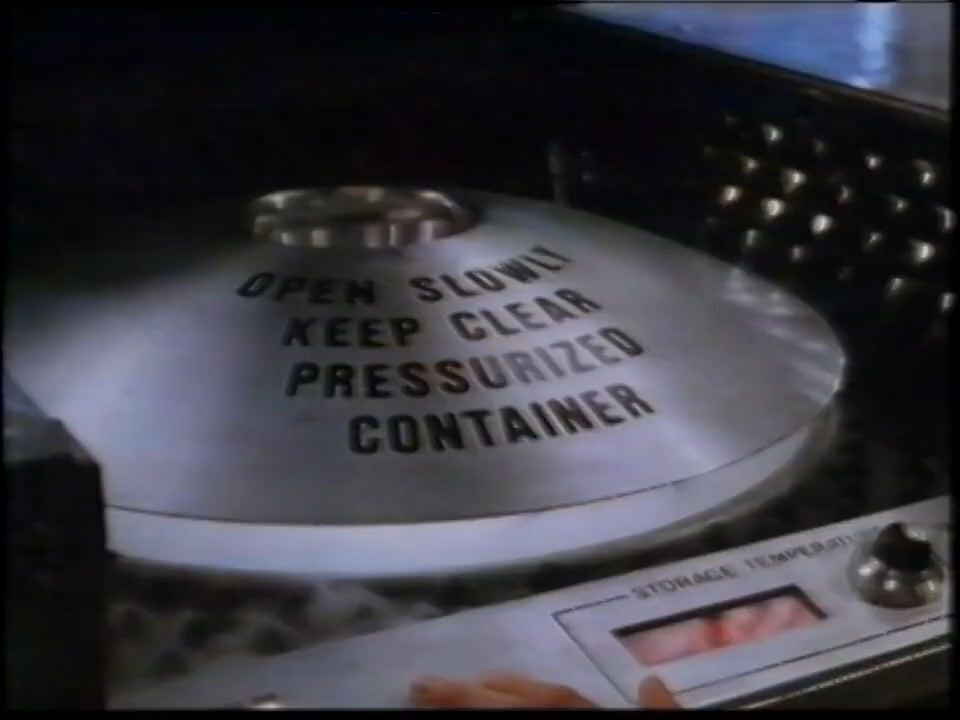 OPEN SLOWLY
KEEP CLEAR
PRESSURIZED
CONTAINER
STORAGE